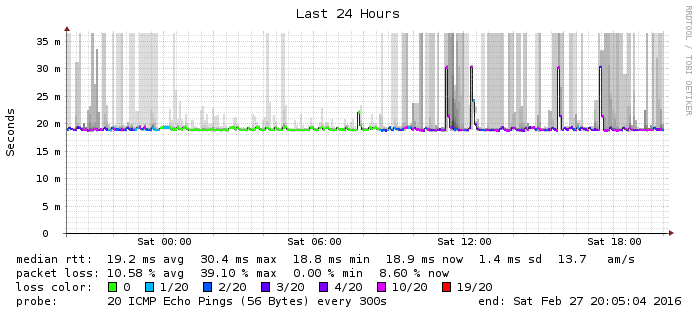 Last 24 Hours
RRDTOOL / TOBI OETIKER
Seconds
35 m
30 m
25 m
20 m
15 m
10 m
5 m
0
Sat 00:00 Sat 06:00 Sat 12:00 Sat 18:00
median rtt: 19.2 ms avg 30.4 ms max 18.8 ms min 18.9 ms now 1.4 ms sd 13.7 am/s
packet loss: 10.58 % avg 39.10 % max 0.00 % min 8.60 % now
loss color: 0 1/20 2/20 3/20 4/20 10/20 19/20
probe: 20 ICMP Echo Pings (56 Bytes) every 300s end: Sat Feb 27 20:05:04 2016